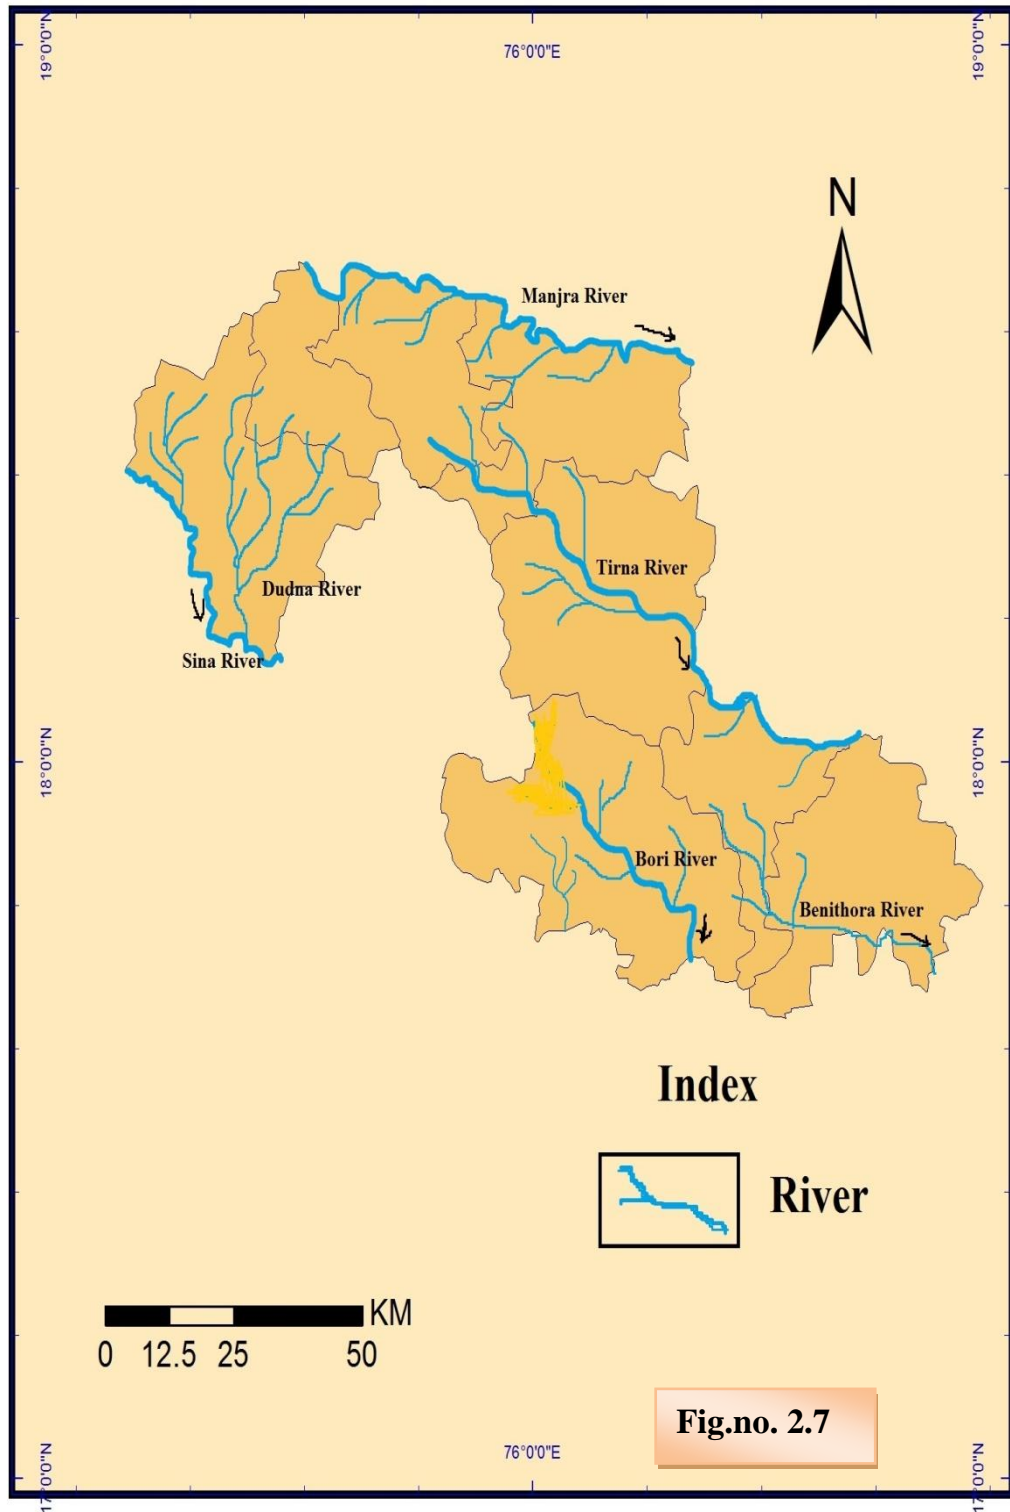 76°0'0"E
19°0'0"N
19°0'0"N
N
Manjra River
Tirna River
Dudna River
Sina River
18°0'0"N
18°0'0"N
Bori River
Benithora River
Index
River
KM
0 12.5 25 50
Fig.no. 2.7
76°0'0"E
17°0'0"N
17°0'0"N